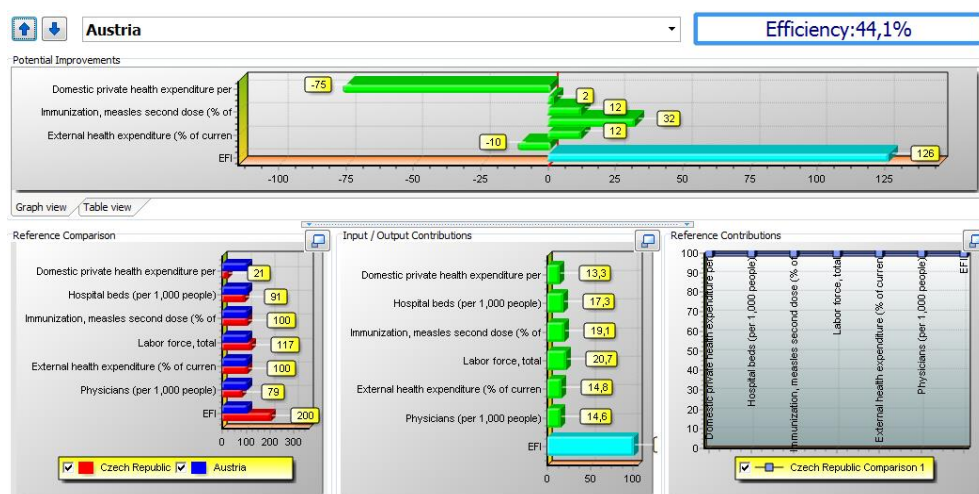 Austria
Efficiency:44,1%
Potential Improvements
Domestic private health expenditure per
Immunization, measles second dose (% of
External health expenditure (% of curren
EFI
-75
2
12
32
12
-10
126
-100
-75
-50
-25
0
25
50
75
100
125
Graph view
Table view
Reference Comparison
Domestic private health expenditure per
Hospital beds (per 1,000 people)
Immunization, measles second dose (% of
Labor force, total
External health expenditure (% of curren
Physicians (per 1,000 people)
EFI
21
91
100
117
100
79
200
0
100
200
300
Czech Republic
Austria
Input / Output Contributions
Domestic private health expenditure per
Hospital beds (per 1,000 people)
Immunization, measles second dose (% of
Labor force, total
External health expenditure (% of curren
Physicians (per 1,000 people)
EFI
13,3
17,3
19,1
20,7
14,8
14,6
0
50
100
Reference Contributions
100
90
80
70
60
50
40
30
20
10
0
Domestic private health expenditure per
Hospital beds (per 1,000 people)
Immunization, measles second dose (% of
Labor force, total
External health expenditure (% of curren
Physicians (per 1,000 people)
EFI
Czech Republic Comparison 1